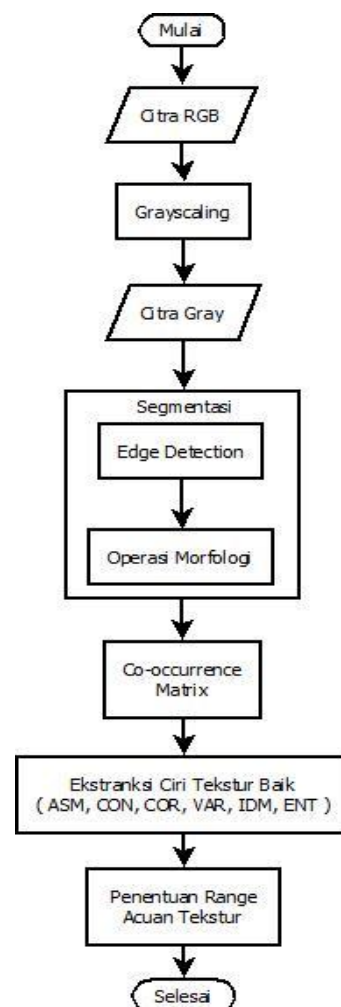 Mulai
Citra RGB
Grayscaling
Citra Gray
Segmentasi
Edge Detection
Operasi Morfologi
Co-occurrence
Matrix
Ekstranksi Ciri Tekstur Baik
( ASM, CON, COR, VAR, IDM, ENT )
Penentuan Range
Acuan Tekstur
Selesai